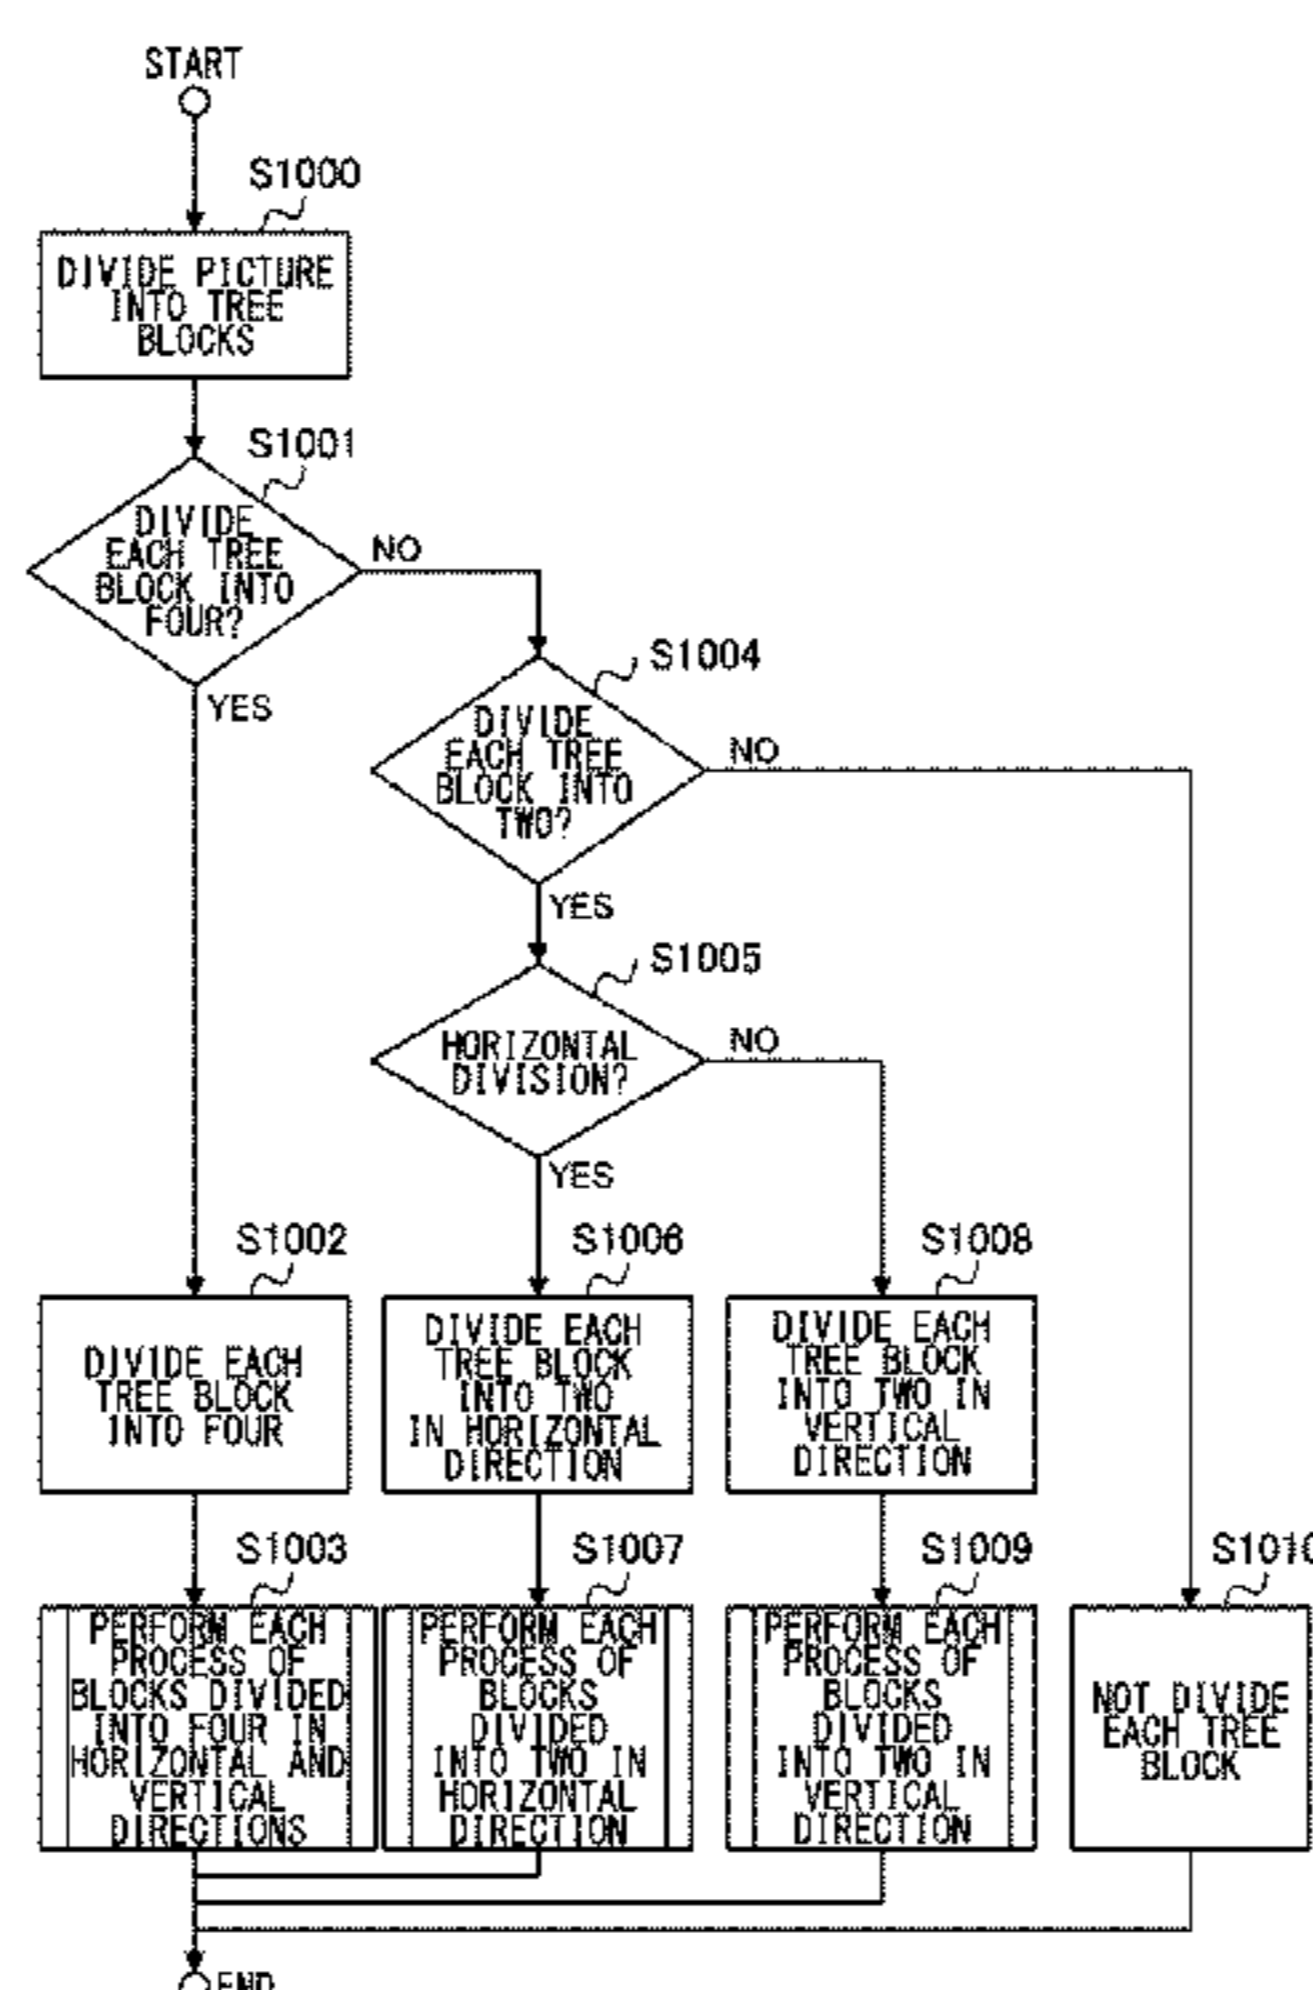 START
S1000
DIVIDE PICTURE
INTO TREE
BLOCKS
S1001
DIVIDE
EACH TREE
BLOCK INTO
FOUR?
NO
YES
S1004
DIVIDE
EACH TREE
BLOCK INTO
TWO?
NO
YES
S1005
HORIZONTAL
DIVISION?
NO
YES
S1002
DIVIDE EACH
TREE BLOCK
INTO FOUR
S1006
DIVIDE EACH
TREE BLOCK
INTO TWO
IN HORIZONTAL
DIRECTION
S1008
DIVIDE EACH
TREE BLOCK
INTO TWO IN
VERTICAL
DIRECTION
S1003
PERFORM EACH
PROCESS OF
BLOCKS DIVIDED
INTO FOUR IN
HORIZONTAL AND
VERTICAL
DIRECTIONS
S1007
PERFORM EACH
PROCESS OF
BLOCKS
DIVIDED
INTO TWO IN
HORIZONTAL
DIRECTION
S1009
PERFORM EACH
PROCESS OF
BLOCKS
DIVIDED
INTO TWO IN
VERTICAL
DIRECTION
S1010
NOT DIVIDE
EACH TREE
BLOCK
END